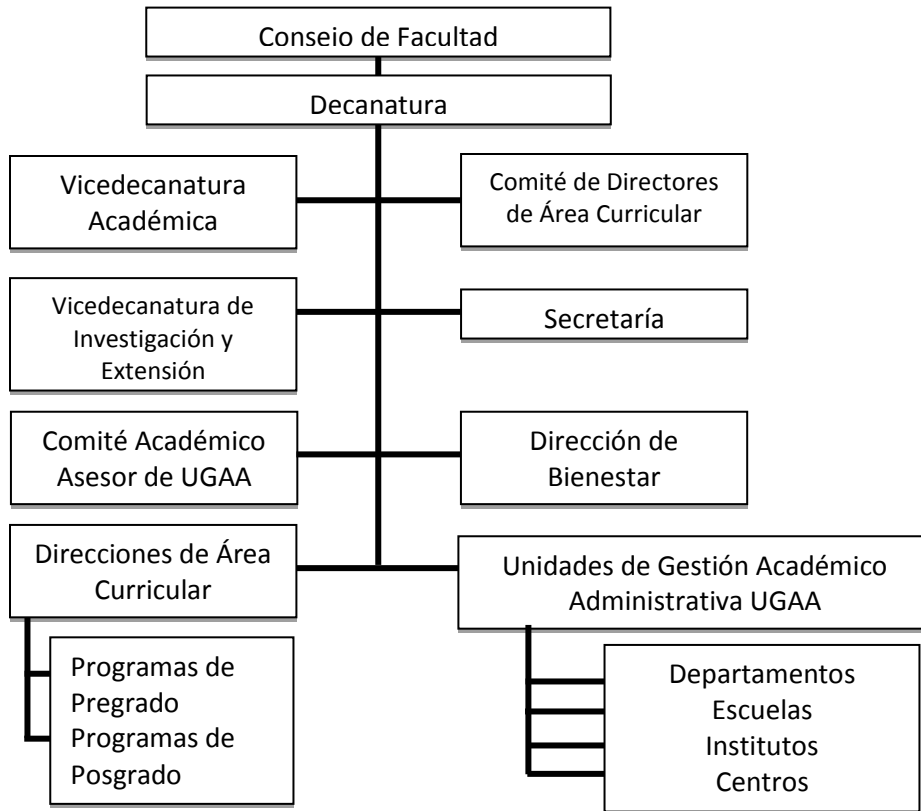 Consejo de Facultad
Decanatura
Vicedecanatura
Académica
Comité de Directores
de Área Curricular
Vicedecanatura de
Investigación y
Extensión
Secretaría
Comité Académico
Asesor de UGAA
Dirección de
Bienestar
Direcciones de Área
Curricular
Unidades de Gestión Académico
Administrativa UGAA
Programas de
Pregrado
Programas de
Posgrado
Departamentos
Escuelas
Institutos
Centros